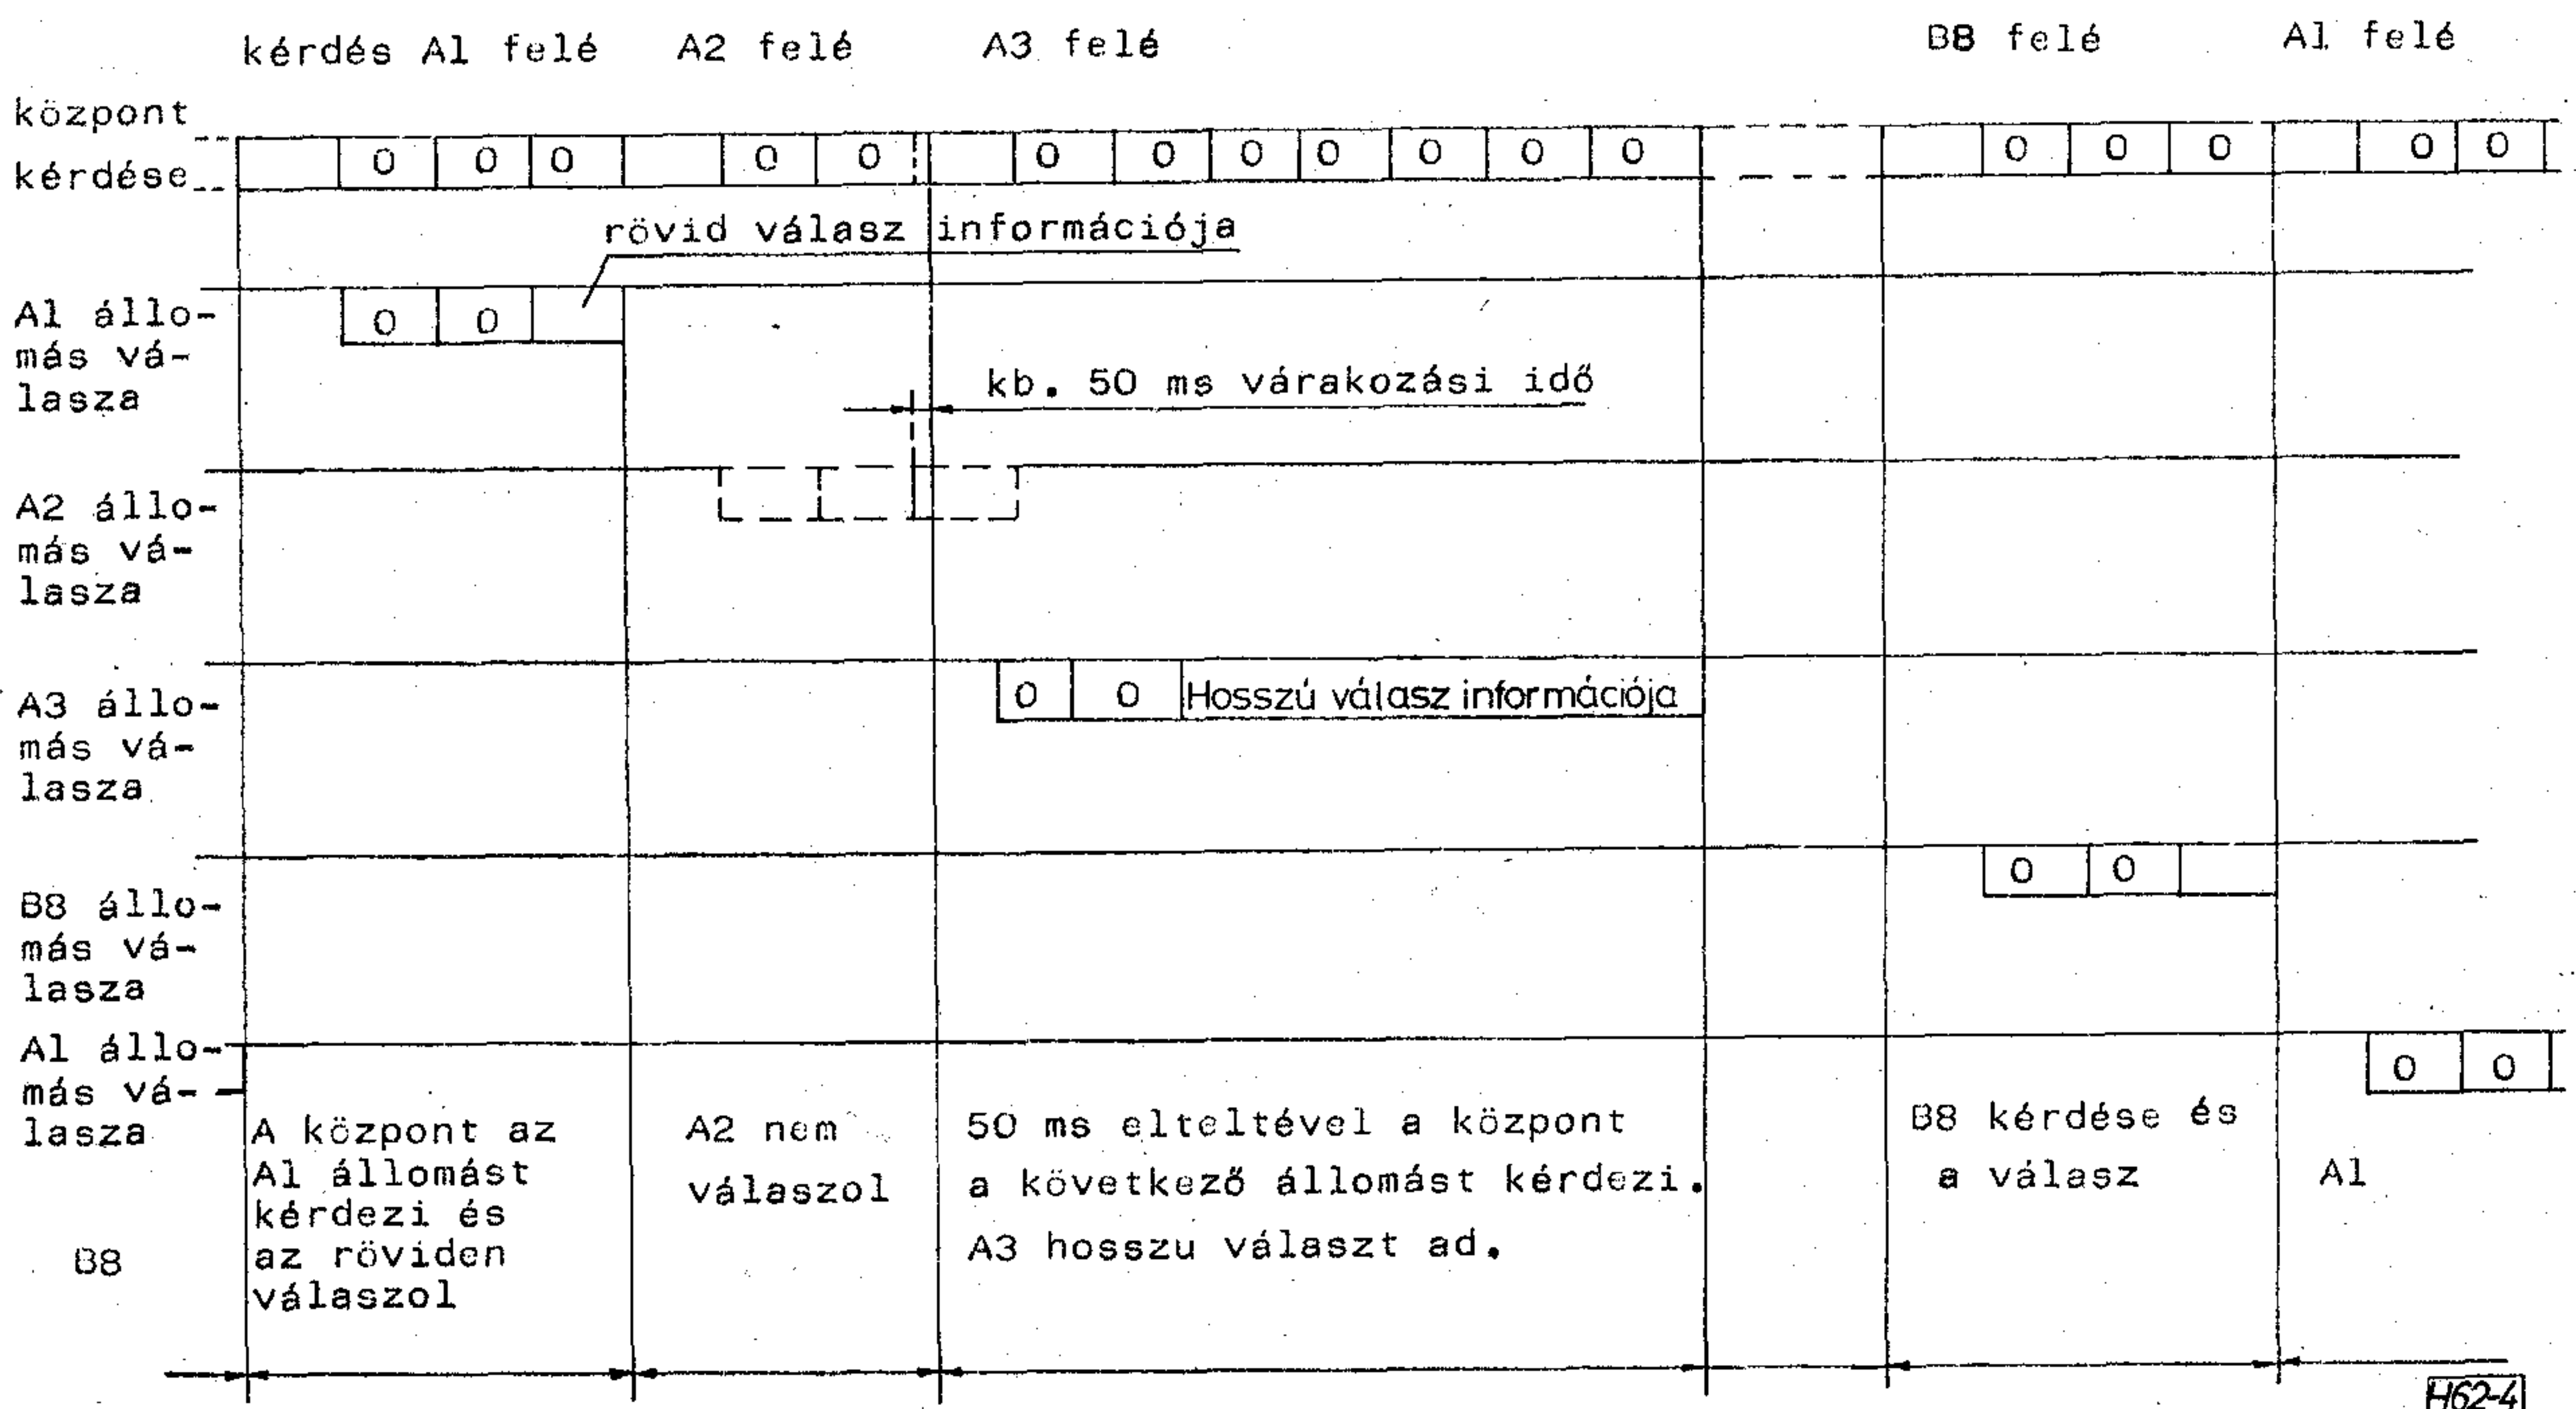 kérdés A1 felé A2 felé A3 felé B8 felé A1 felé
központ
kérdése
0 0 0 0 0 0 0 0 0 0 0 0 0 0 0 0 0
rövid válasz információja
A1 állo-
más vá-
lasza
0 0
kb. 50 ms várakozási idő
A2 állo-
más vá-
lasza
A3 állo-
más vá-
lasza
0 0 Hosszú válasz információja
B8 állo-
más vá-
lasza
0 0
A1 állo-
más vá-
lasza
0 0
A központ az
A1 állomást
kérdezi és
az röviden
válaszol
A2 nem
válaszol
50 ms elteltével a központ
a következő állomást kérdezi.
A3 hosszu választ ad.
B8 kérdése és
a válasz
A1
B8
H62-4